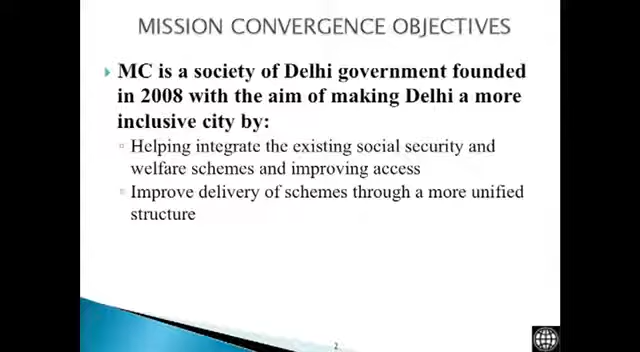 MISSION CONVERGENCE OBJECTIVES
MC is a society of Delhi government founded
in 2008 with the aim of making Delhi a more
inclusive city by:
Helping integrate the existing social security and
welfare schemes and improving access
Improve delivery of schemes through a more unified
structure
2